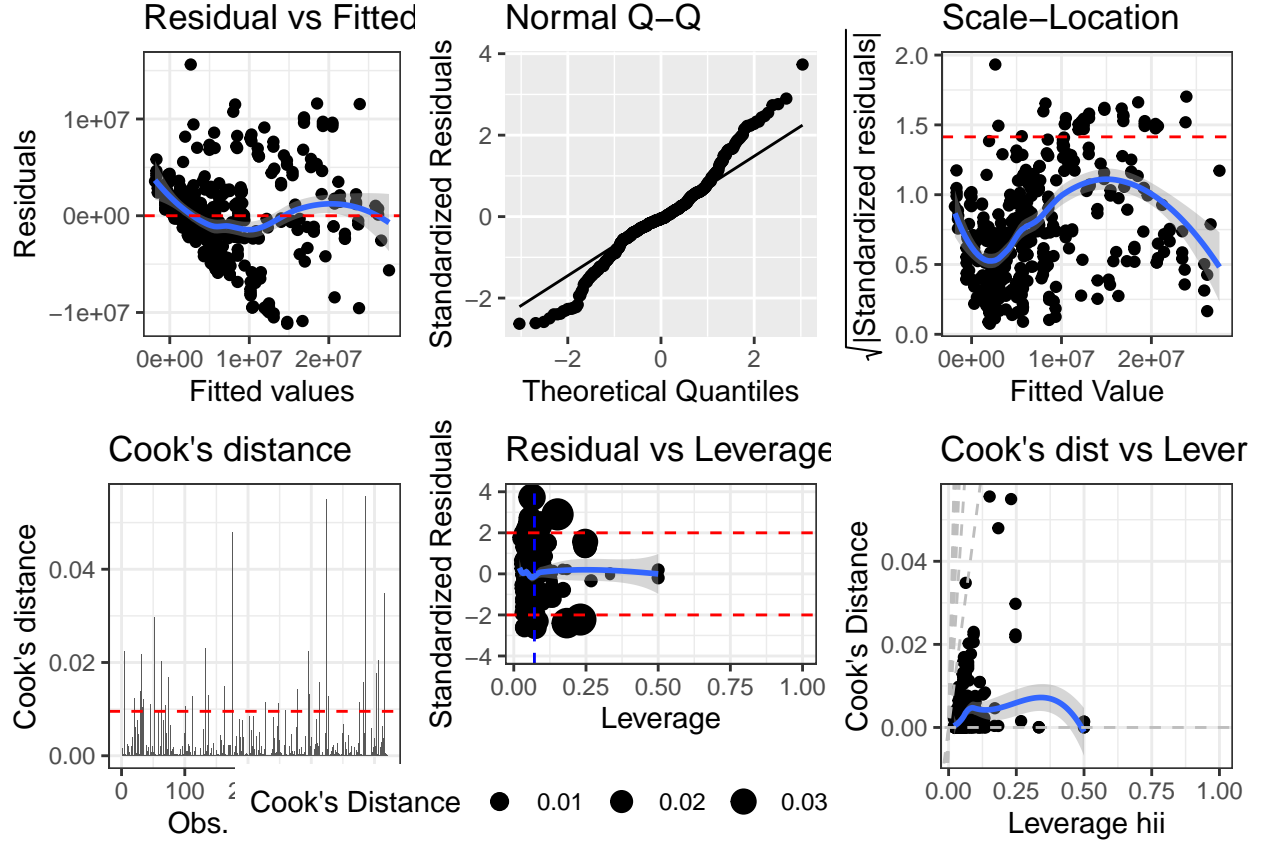 Residual vs Fitted
Residuals
1e+07
0e+00
−1e+07
0e+00 1e+07 2e+07
Fitted values
Normal Q−Q
Standardized Residuals
4
2
0
−2
−2 0 2
Theoretical Quantiles
Scale−Location
√|Standardized residuals|
2.0
1.5
1.0
0.5
0.0
0e+00 1e+07 2e+07
Fitted Value
Cook's distance
Cook's distance
0.04
0.02
0.00
0 100
Obs.
Residual vs Leverage
Standardized Residuals
4
2
0
−2
−4
0.00 0.25 0.50 0.75 1.00
Leverage
Cook's Distance 0.01 0.02 0.03
Cook's dist vs Lever
Cook's Distance
0.04
0.02
0.00
0.00 0.25 0.50 0.75 1.00
Leverage hii